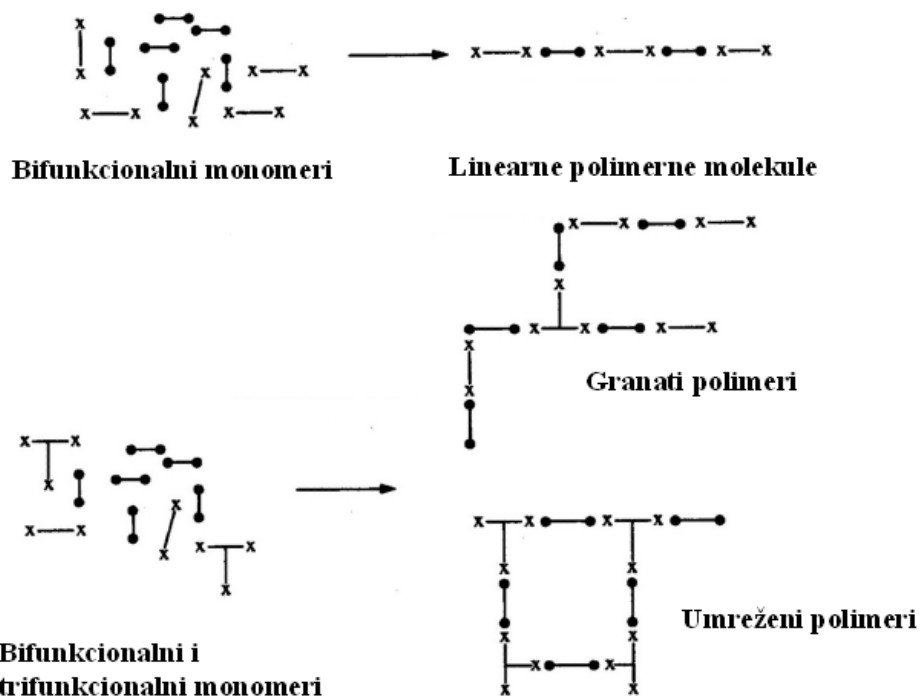 Bifunkcionalni monomeri
Linearne polimerne molekule
Granati polimeri
Umreženi polimeri
Bifunkcionalni i
trifunkcionalni monomeri